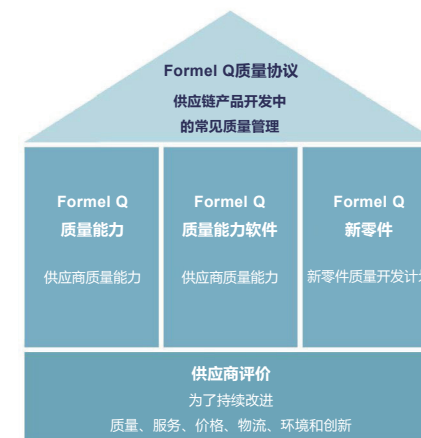 Formel Q质量协议
供应链产品开发中
的常见质量管理
Formel Q
质量能力
供应商质量能力
Formel Q
质量能力软件
供应商质量能力
Formel Q
新零件
新零件质量开发计
供应商评价
为了持续改进
质量、服务、价格、物流、环境和创新